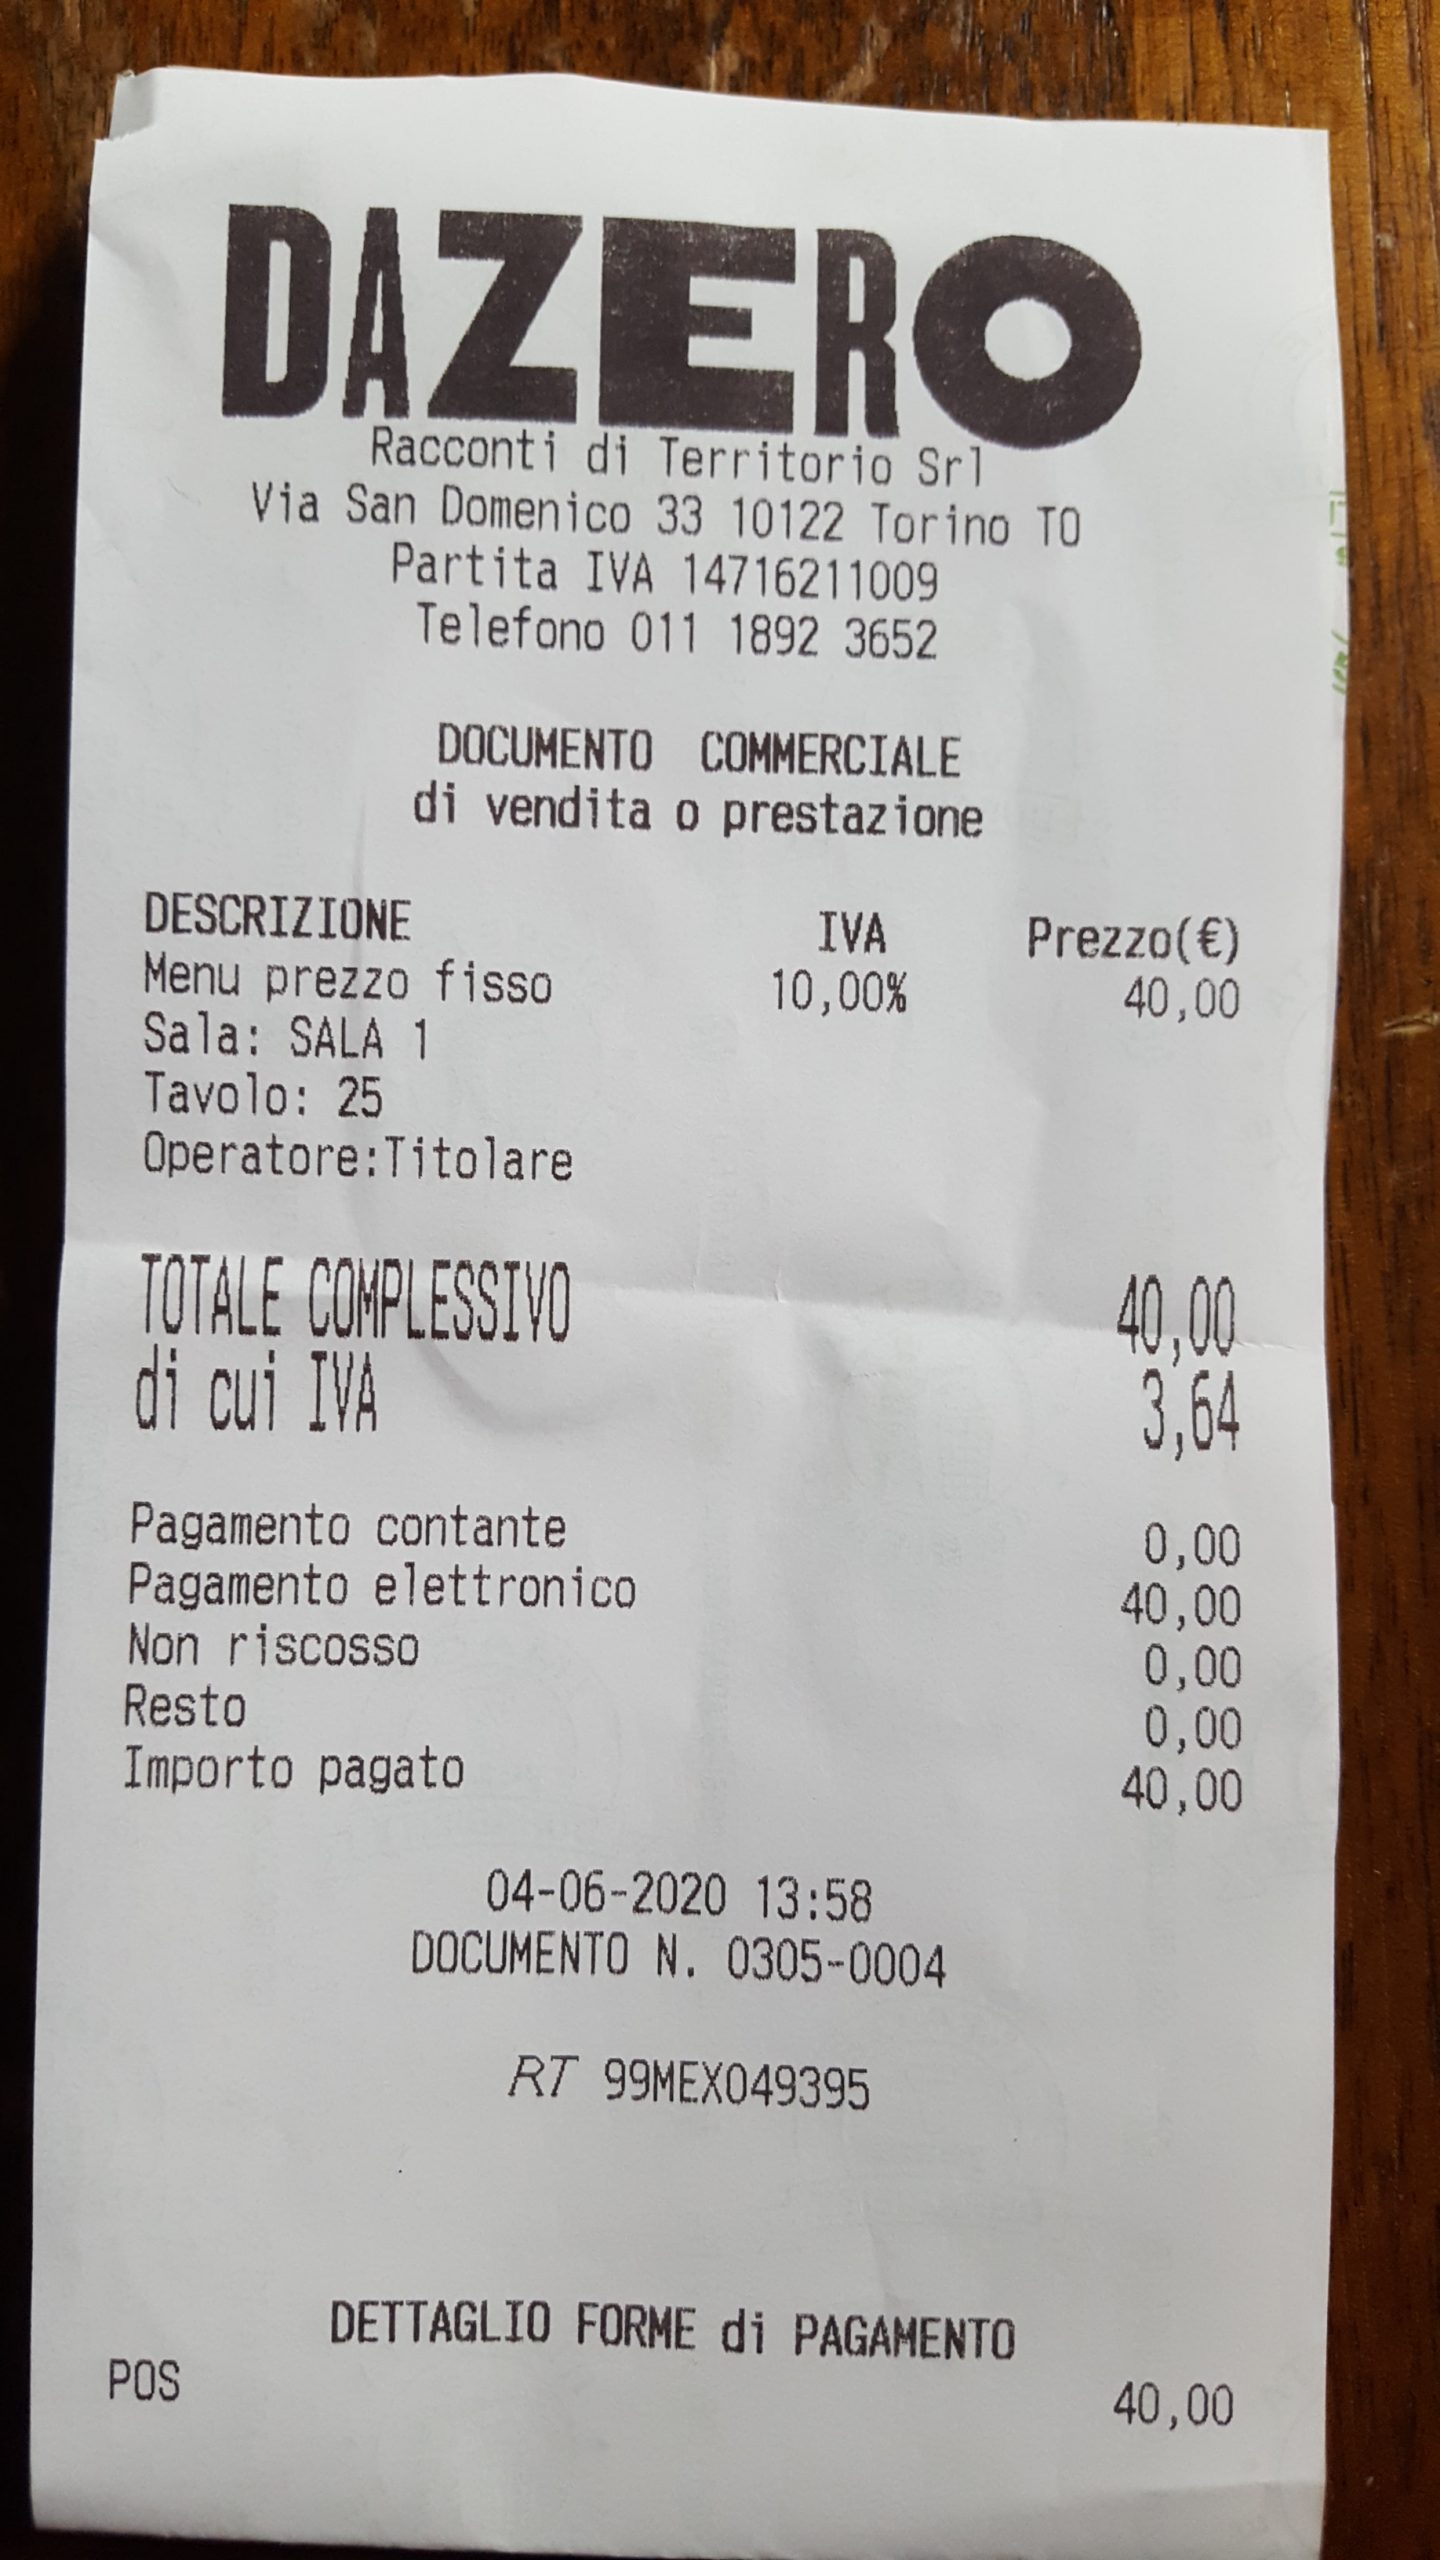 DAZERO
Racconti di Territorio Srl
Via San Domenico 33 10122 Torino TO
Partita IVA 14716211009
Telefono 011 1892 3652
DOCUMENTO COMMERCIALE
di vendita o prestazione
DESCRIZIONE IVA Prezzo(€)
Menu prezzo fisso 10,00% 40,00
Sala: SALA 1
Tavolo: 25
Operatore:Titolare
TOTALE COMPLESSIVO 40,00
di cui IVA 3,64
Pagamento contante 0,00
Pagamento elettronico 40,00
Non riscosso 0,00
Resto 0,00
Importo pagato 40,00
04-06-2020 13:58
DOCUMENTO N. 0305-0004
RT 99MEX049395
DETTAGLIO FORME di PAGAMENTO
POS 40,00